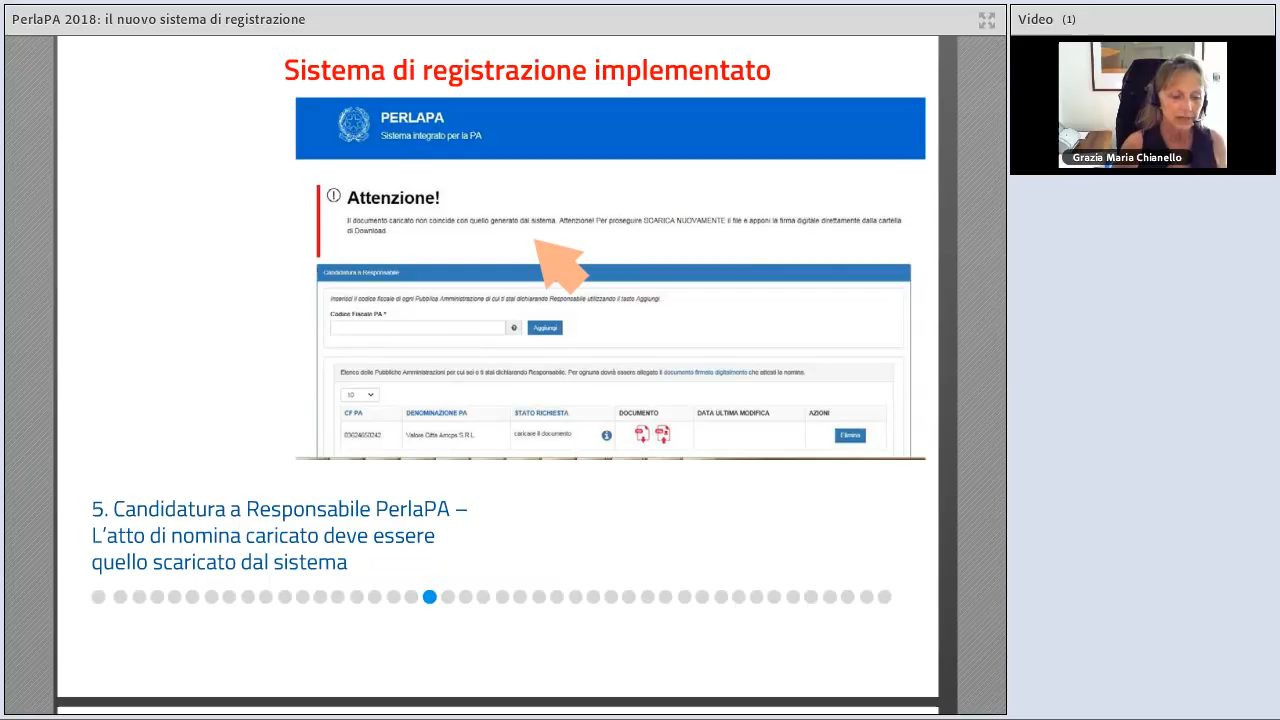 PerlaPA 2018: il nuovo sistema di registrazione
Video (1)
Grazia Maria Chianello
Sistema di registrazione implementato
PERLAPA
Sistema integrato per la PA
Attenzione!
Il documento caricato non coincide con quello generato dal sistema. Attenzione! Per proseguire SCARICA NUOVAMENTE il file e apponi la firma digitale direttamente dalla cartella
di Download.
Candidatura a Responsabile
Inserisci il codice fiscale di ogni Pubblica Amministrazione di cui ti stai dichiarando Responsabile utilizzando il tasto Aggiungi.
Codice Fiscale PA *
Aggiungi
Elenco delle Pubbliche Amministrazioni per cui sei o ti stai dichiarando Responsabile. Per ognuna dovrà essere allegato il documento firmato digitalmente che attesti la nomina.
10
CF PA DENOMINAZIONE PA STATO RICHIESTA DOCUMENTO DATA ULTIMA MODIFICA AZIONI
03624650242 Valore Citta Amcps S.R.L. caricare il documento Elimina
5. Candidatura a Responsabile PerlaPA –
L’atto di nomina caricato deve essere
quello scaricato dal sistema